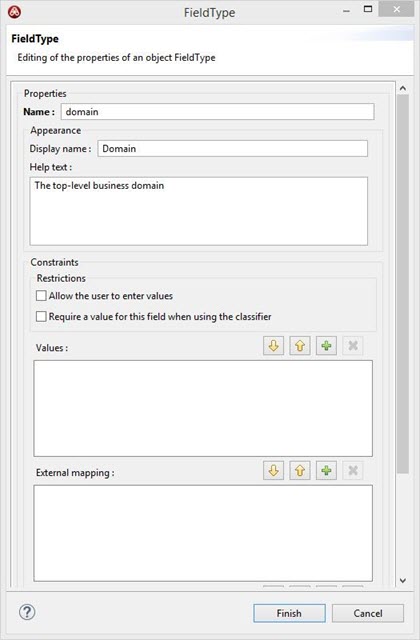 FieldType
FieldType
Editing of the properties of an object FieldType
Properties
Name :
domain
Appearance
Display name :
Domain
Help text :
The top-level business domain
Constraints
Restrictions
Allow the user to enter values
Require a value for this field when using the classifier
Values :
External mapping :
?
Finish
Cancel